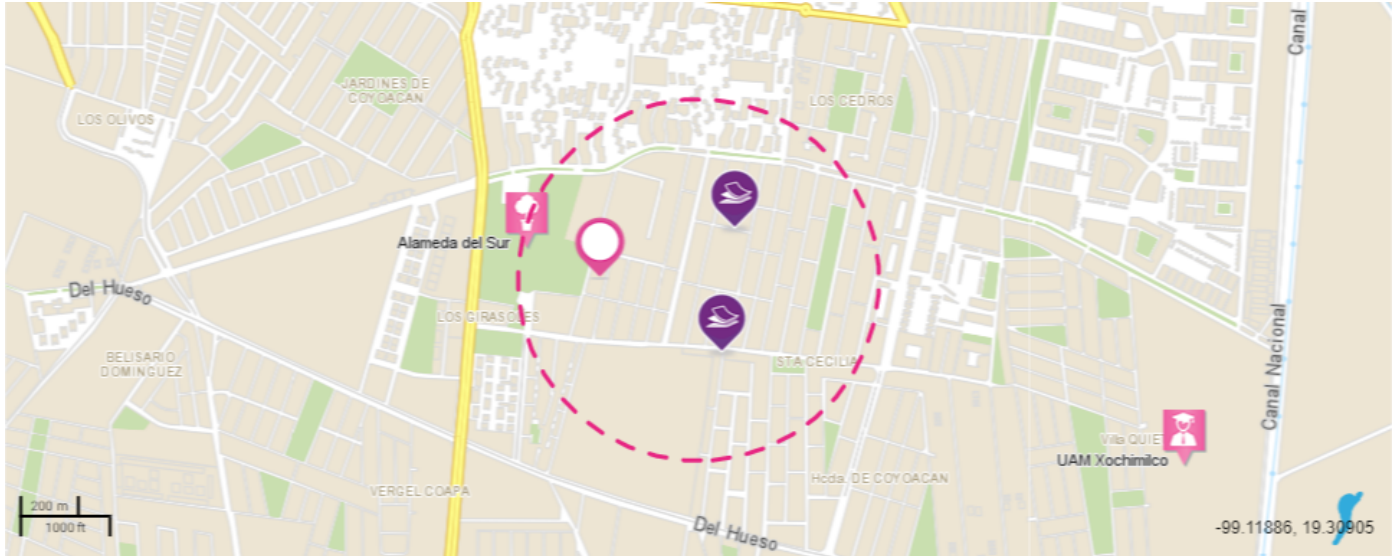 Canal
JARDINES DE
COYOACAN
LOS CEDROS
LOS OLIVOS
Alameda del Sur
Del Hueso
LOS GIRASOLES
Canal Nacional
BELISARIO
DOMINGUEZ
STA CECILIA
Villa QUIET
UAM Xochimilco
Hcda. DE COYOACAN
VERGEL COAPA
200 m
1000 ft
Del Hueso
-99.11886, 19.30905